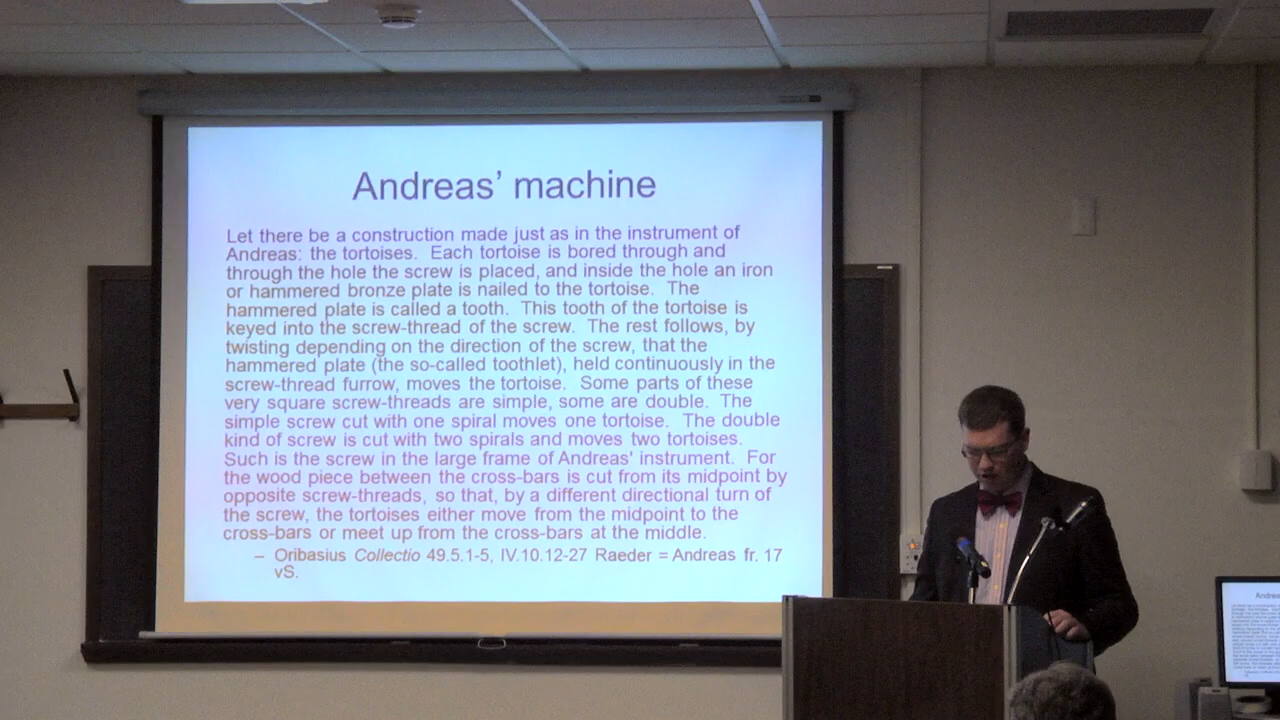 Andreas' machine
Let there be a construction made just as in the instrument of
Andreas: the tortoises. Each tortoise is bored through and
through the hole the screw is placed, and inside the hole an iron
or hammered bronze plate is nailed to the tortoise. The
hammered plate is called a tooth. This tooth of the tortoise is
keyed into the screw-thread of the screw. The rest follows, by
twisting depending on the direction of the screw, that the
hammered plate (the so-called toothlet), held continuously in the
screw-thread furrow, moves the tortoise. Some parts of these
very square screw-threads are simple, some are double. The
simple screw cut with one spiral moves one tortoise. The double
kind of screw is cut with two spirals and moves two tortoises.
Such is the screw in the large frame of Andreas' instrument. For
the wood piece between the cross-bars is cut from its midpoint by
opposite screw-threads, so that, by a different directional turn of
the screw, the tortoises either move from the midpoint to the
cross-bars or meet up from the cross-bars at the middle.
– Oribasius Collectio 49.5.1-5, IV.10.12-27 Raeder = Andreas fr. 17
vS.